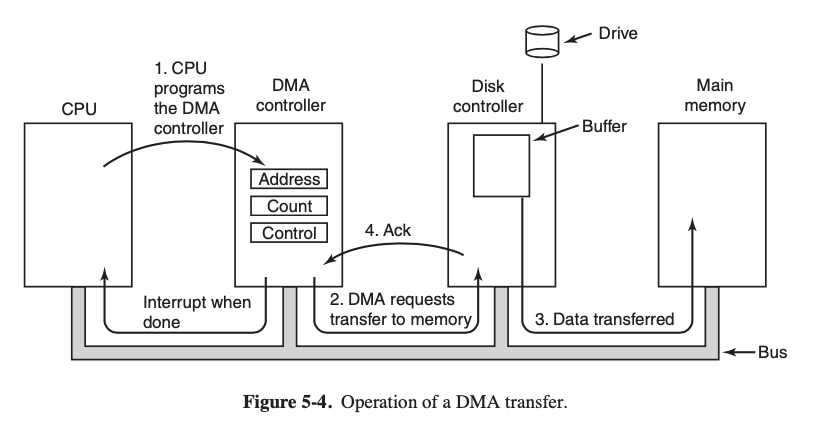 Drive
1. CPU
programs
the DMA
controller
DMA
controller
Disk
controller
Main
memory
CPU
Buffer
Address
Count
Control
4. Ack
Interrupt when
done
2. DMA requests
transfer to memory
3. Data transferred
Bus
Figure 5-4. Operation of a DMA transfer.